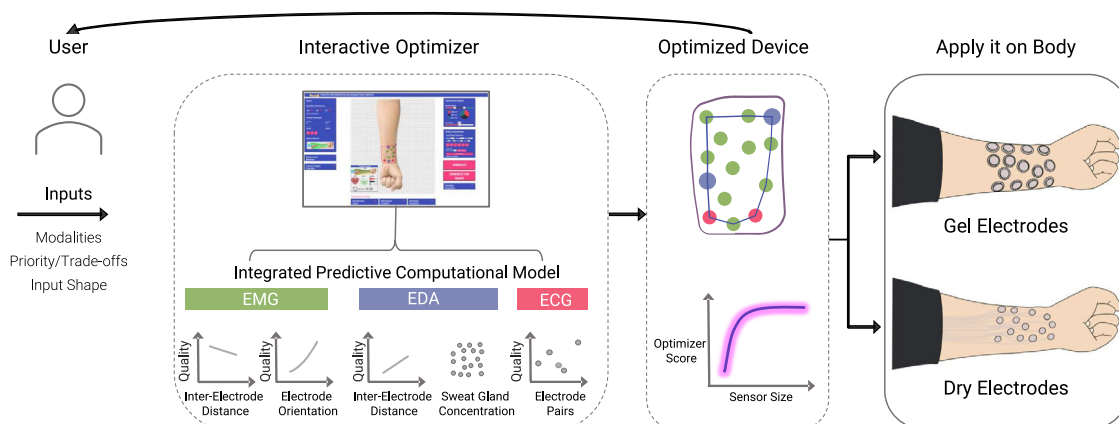 User
Interactive Optimizer
Optimized Device
Apply it on Body
Inputs
Modalities
Priority/Trade-offs
Input Shape
Integrated Predictive Computational Model
EMG
EDA
ECG
Quality
Inter-Electrode
Distance
Electrode
Orientation
Quality
Inter-Electrode
Distance
Sweat Gland
Concentration
Quality
Electrode
Pairs
Optimizer
Score
Sensor Size
Gel Electrodes
Dry Electrodes